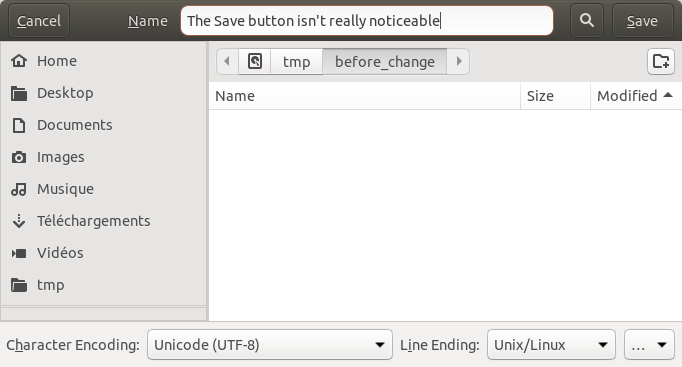 Cancel Name The Save button isn't really noticeable Save
Home
Desktop
Documents
Images
Musique
Téléchargements
Vidéos
tmp
tmp before_change
Name Size Modified
Character Encoding: Unicode (UTF-8) Line Ending: Unix/Linux ...